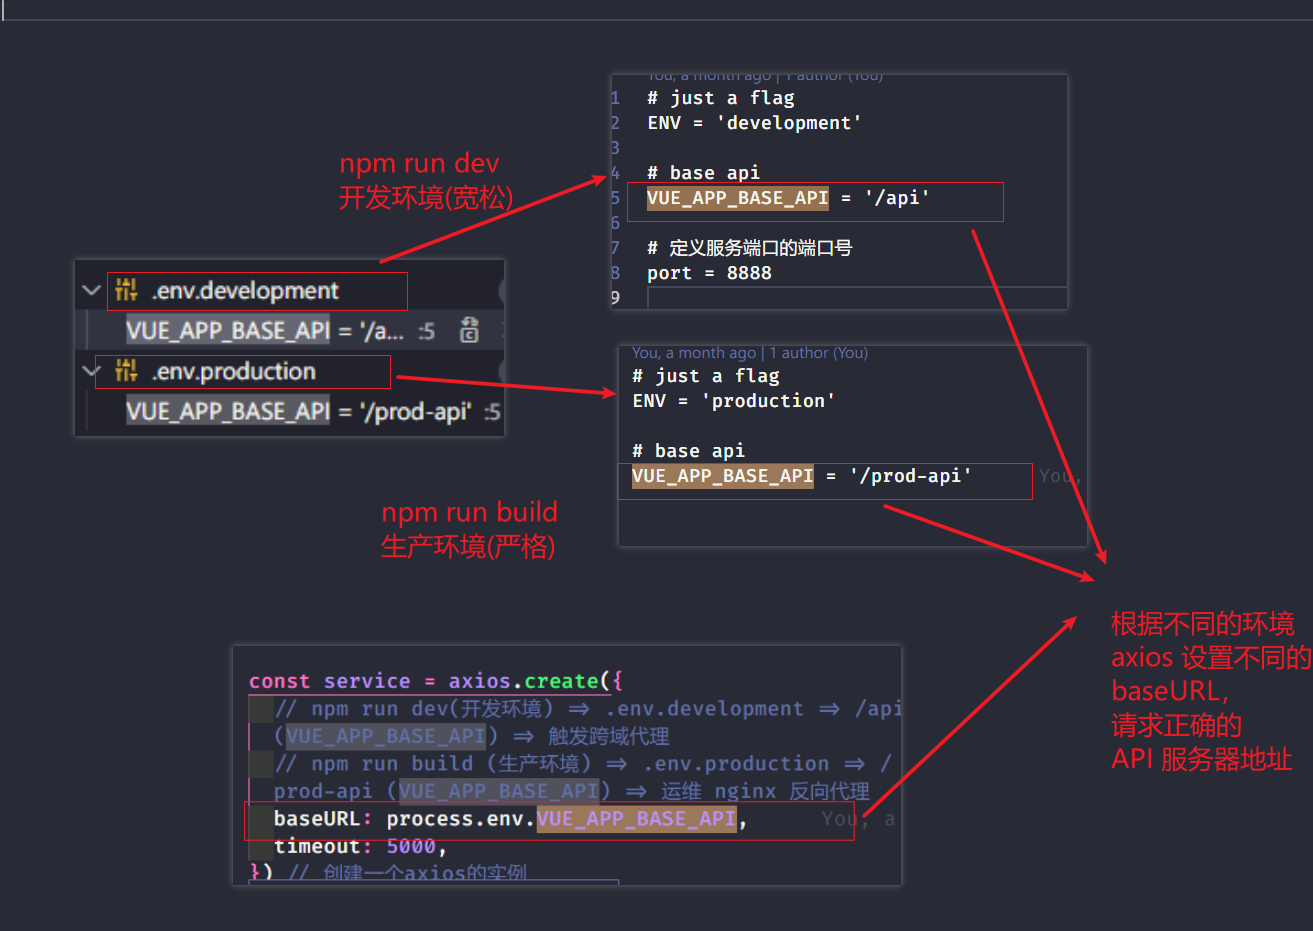 You, a month ago | 1 author (You)
1 # just a flag
2 ENV = 'development'
3
4 # base api
5 VUE_APP_BASE_API = '/api'
6
7 # 定义服务端口的端口号
8 port = 8888
9
npm run dev
开发环境(宽松)
.env.development
VUE_APP_BASE_API = '/a... :5
.env.production
VUE_APP_BASE_API = '/prod-api' :5
You, a month ago | 1 author (You)
# just a flag
ENV = 'production'
# base api
VUE_APP_BASE_API = '/prod-api' You,
npm run build
生产环境(严格)
const service = axios.create({
// npm run dev(开发环境) => .env.development => /api
(VUE_APP_BASE_API) => 触发跨域代理
// npm run build (生产环境) => .env.production => /
prod-api (VUE_APP_BASE_API) => 运维 nginx 反向代理
baseURL: process.env.VUE_APP_BASE_API, You, a
timeout: 5000,
}) // 创建一个axios的实例
根据不同的环境
axios 设置不同的
baseURL,
请求正确的
API 服务器地址